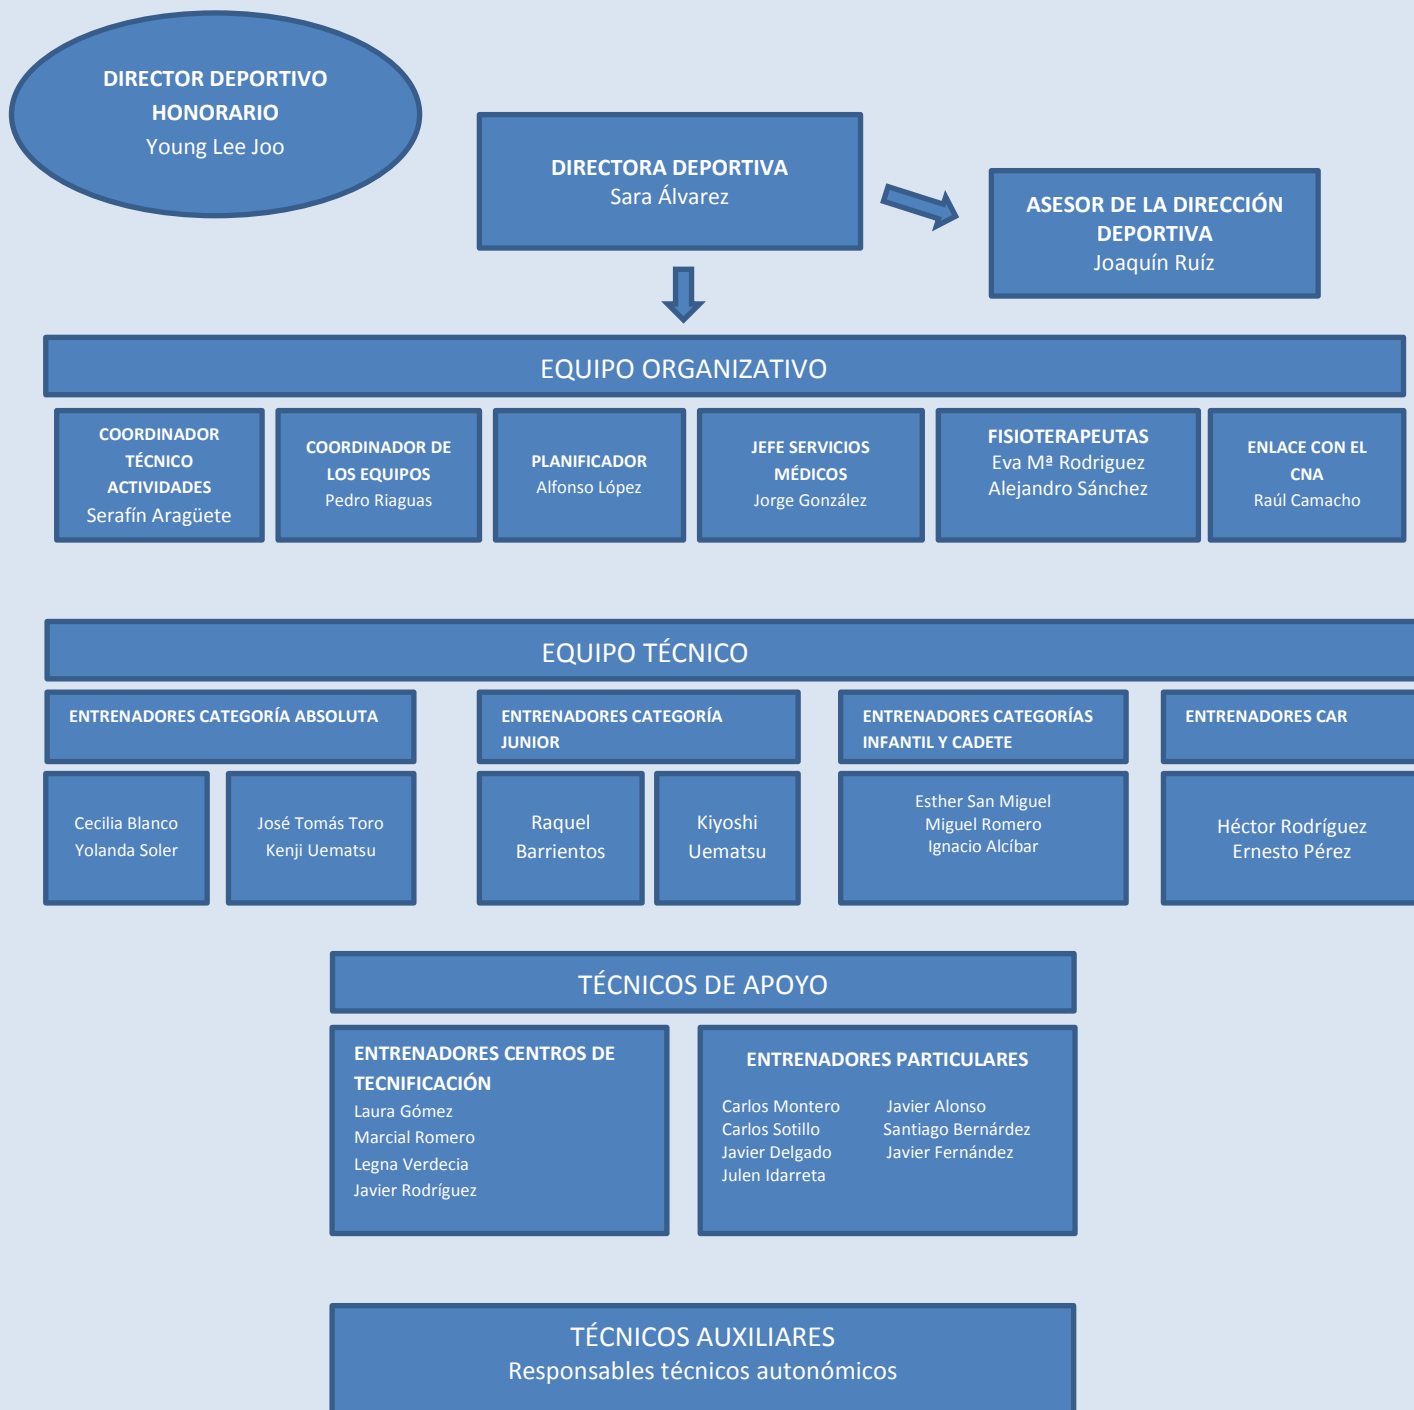 DIRECTOR DEPORTIVO
HONORARIO
Young Lee Joo
DIRECTORA DEPORTIVA
Sara Álvarez
ASESOR DE LA DIRECCIÓN
DEPORTIVA
Joaquín Ruíz
EQUIPO ORGANIZATIVO
COORDINADOR
TÉCNICO
ACTIVIDADES
Serafín Aragüete
COORDINADOR DE
LOS EQUIPOS
Pedro Riaguas
PLANIFICADOR
Alfonso López
JEFE SERVICIOS
MÉDICOS
Jorge González
FISIOTERAPEUTAS
Eva Mª Rodriguez
Alejandro Sánchez
ENLACE CON EL
CNA
Raúl Camacho
EQUIPO TÉCNICO
ENTRENADORES CATEGORÍA ABSOLUTA
Cecilia Blanco
Yolanda Soler
José Tomás Toro
Kenji Uematsu
ENTRENADORES CATEGORÍA
JUNIOR
Raquel
Barrientos
Kiyoshi
Uematsu
ENTRENADORES CATEGORÍAS
INFANTIL Y CADETE
Esther San Miguel
Miguel Romero
Ignacio Alcíbar
ENTRENADORES CAR
Héctor Rodríguez
Ernesto Pérez
TÉCNICOS DE APOYO
ENTRENADORES CENTROS DE
TECNIFICACIÓN
Laura Gómez
Marcial Romero
Legna Verdecia
Javier Rodríguez
ENTRENADORES PARTICULARES
Carlos Montero Javier Alonso
Carlos Sotillo Santiago Bernárdez
Javier Delgado Javier Fernández
Julen Idarreta
TÉCNICOS AUXILIARES
Responsables técnicos autonómicos